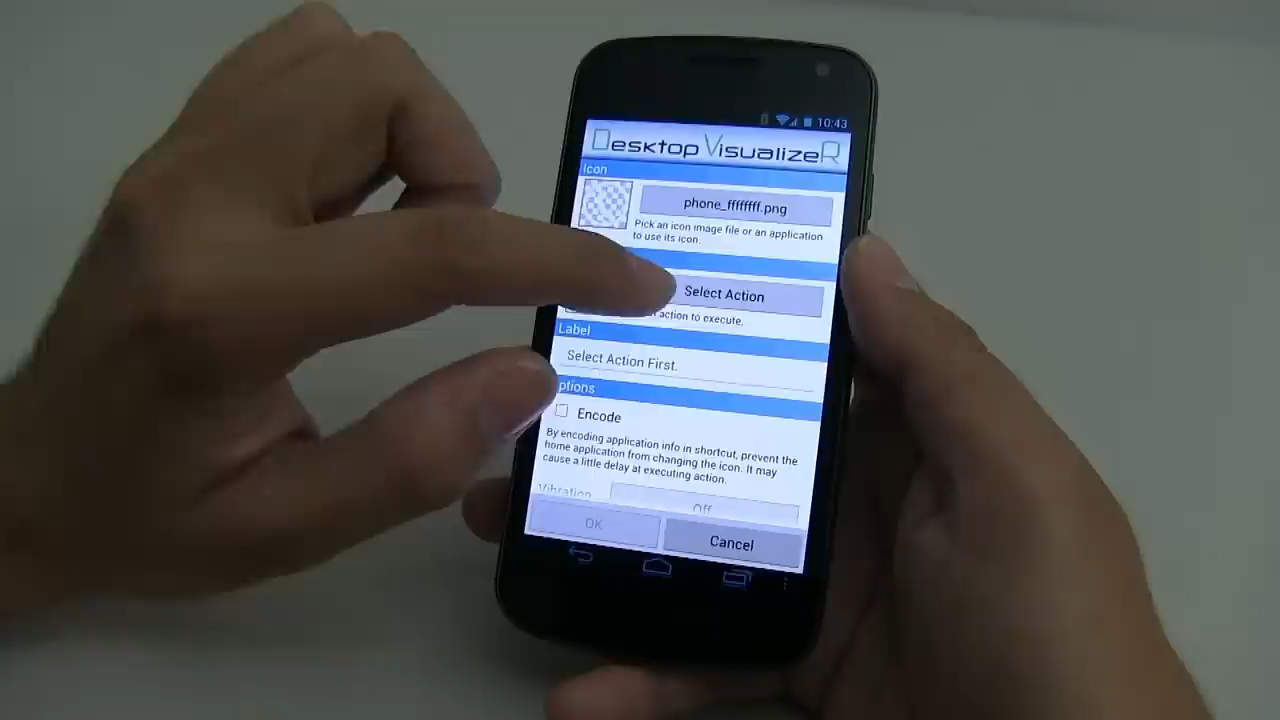 10:43
Desktop VisualizeR
Icon
phone_ffffffff.png
Pick an icon image file or an application
to use its icon.
Select Action
action to execute.
Label
Select Action First.
ptions
Encode
By encoding application info in shortcut, prevent the
home application from changing the icon. It may
cause a little delay at executing action.
Vibration
Off
OK
Cancel